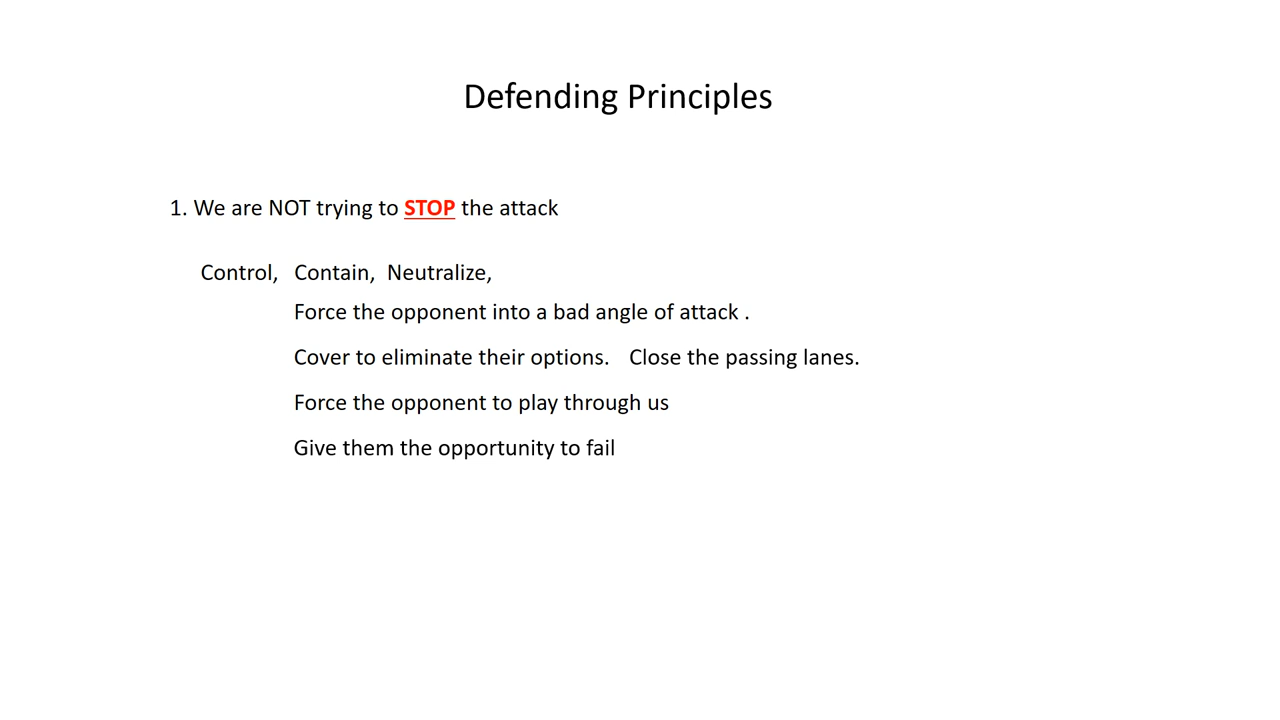 Defending Principles
1. We are NOT trying to STOP the attack
Control, Contain, Neutralize,
Force the opponent into a bad angle of attack .
Cover to eliminate their options. Close the passing lanes.
Force the opponent to play through us
Give them the opportunity to fail